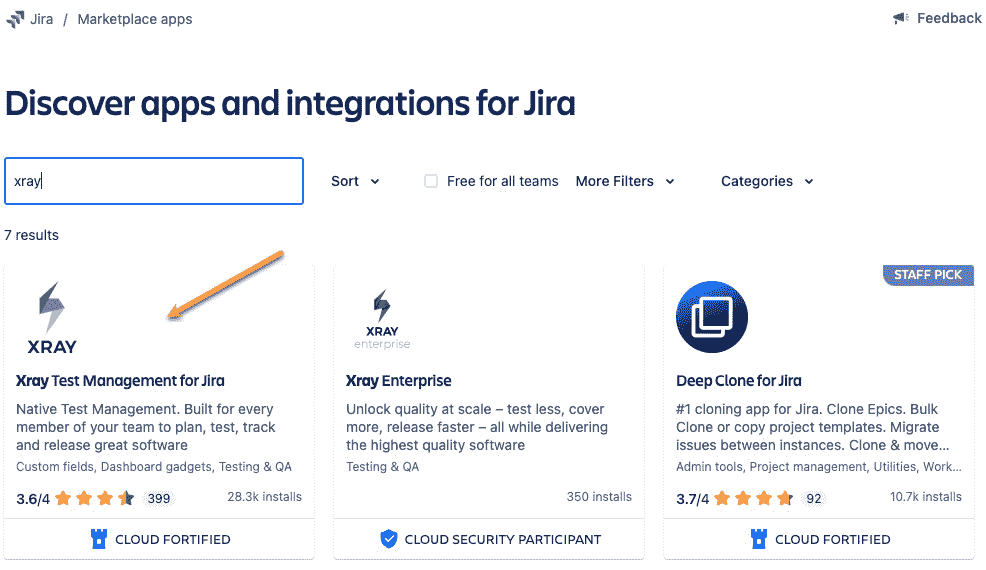 Jira / Marketplace apps
Feedback
Discover apps and integrations for Jira
xray
Sort
Free for all teams
More Filters
Categories
7 results
XRAY
Xray Test Management for Jira
Native Test Management. Built for every
member of your team to plan, test, track
and release great software
Custom fields, Dashboard gadgets, Testing & QA
3.6/4 399 28.3k installs
CLOUD FORTIFIED
XRAY
enterprise
Xray Enterprise
Unlock quality at scale – test less, cover
more, release faster – all while delivering
the highest quality software
Testing & QA
350 installs
CLOUD SECURITY PARTICIPANT
STAFF PICK
Deep Clone for Jira
#1 cloning app for Jira. Clone Epics. Bulk
Clone or copy project templates. Migrate
issues between instances. Clone & move...
Admin tools, Project management, Utilities, Work...
3.7/4 92 10.7k installs
CLOUD FORTIFIED